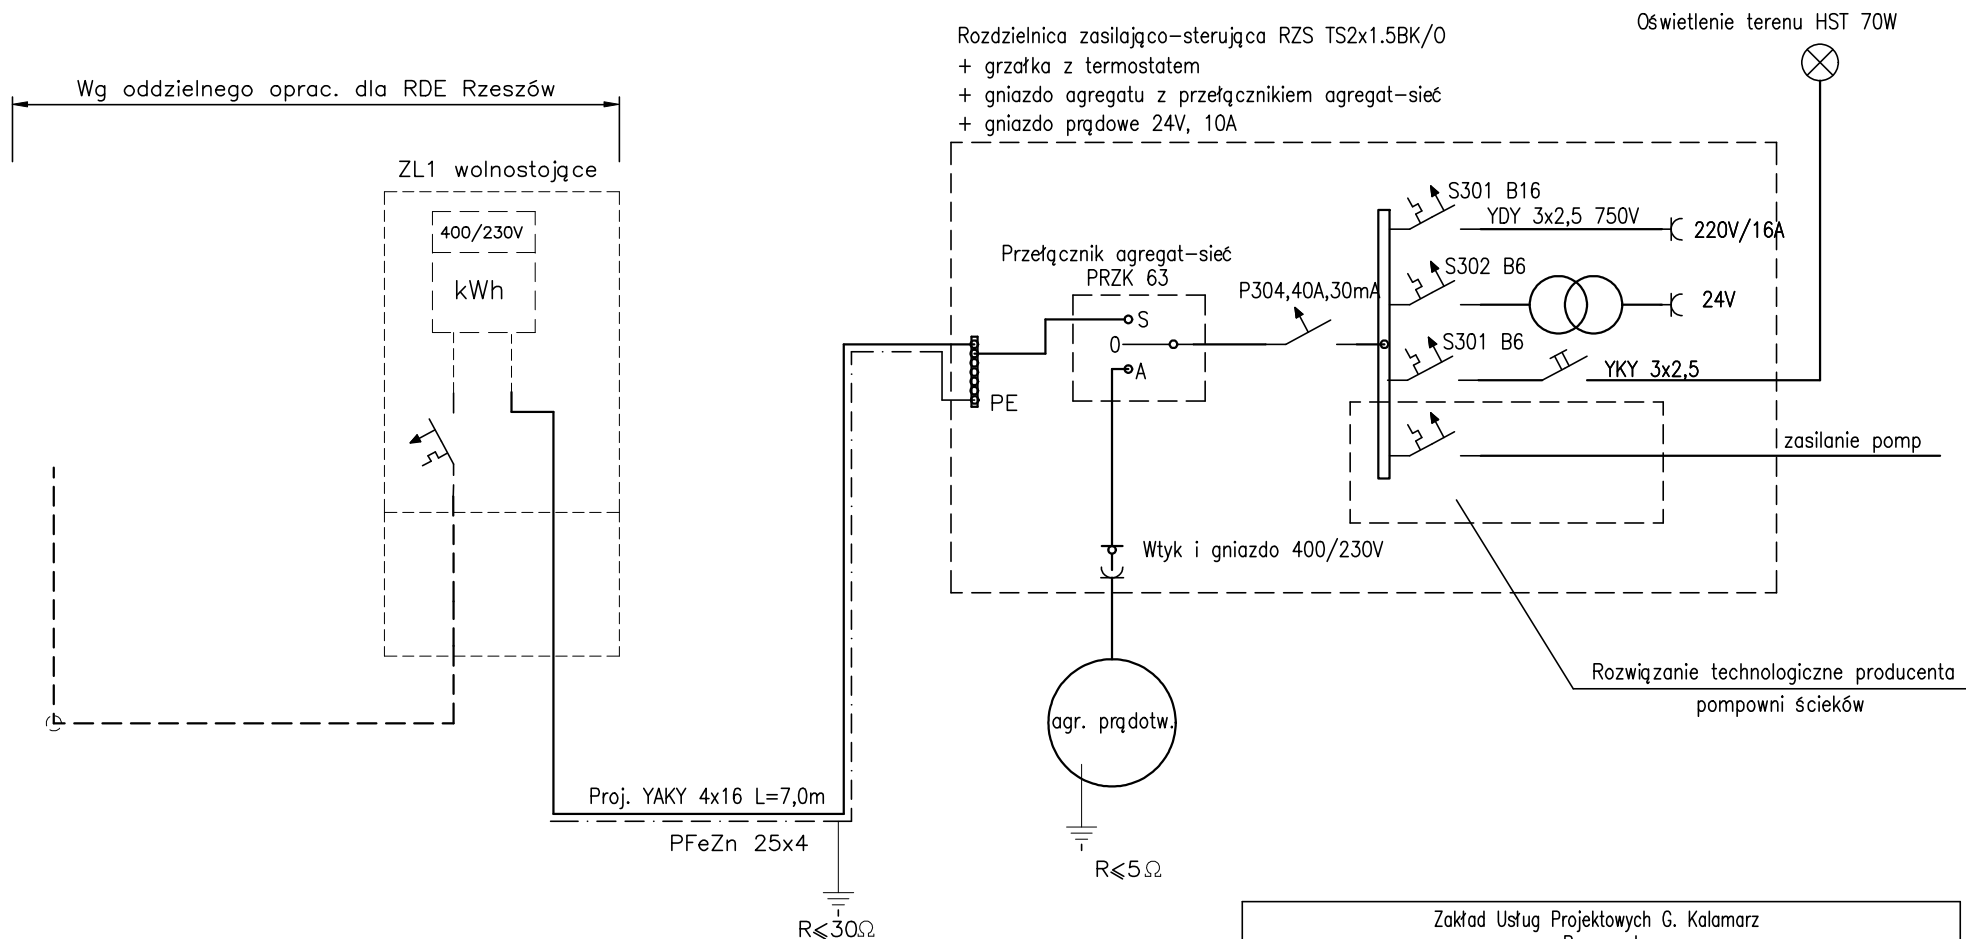 Oświetlenie terenu HST 70W
Rozdzielnica zasilająco-sterująca RZS TS2x1.5BK/0
+ grzałka z termostatem
+ gniazdo agregatu z przełącznikiem agregat-sieć
+ gniazdo prądowe 24V, 10A
Wg oddzielnego oprac. dla RDE Rzeszów
ZL1 wolnostojące
400/230V
kWh
S301 B16
YDY 3x2,5 750V
220V/16A
Przełącznik agregat-sieć
PRZK 63
S302 B6
P304,40A,30mA
24V
S
0
A
S301 B6
YKY 3x2,5
PE
zasilanie pomp
Wtyk i gniazdo 400/230V
Rozwiązanie technologiczne producenta
pompowni ścieków
agr. prądotw.
Proj. YAKY 4x16 L=7,0m
PFeZn 25x4
R⩽5Ω
R⩽30Ω
Zakład Usług Projektowych G. Kalamarz